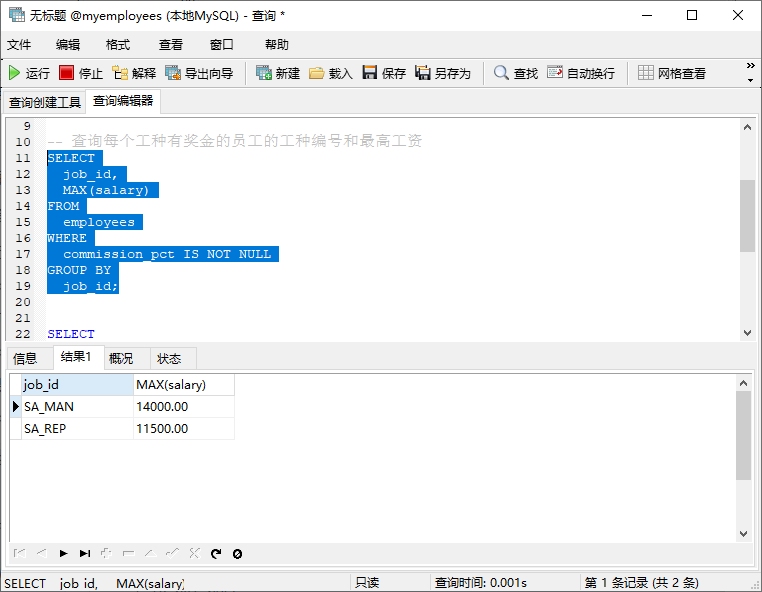 无标题 @myemployees (本地MySQL) - 查询 *
文件 编辑 格式 查看 窗口 帮助
运行 停止 解释 导出向导 新建 载入 保存 另存为 查找 自动换行 网格查看
查询创建工具 查询编辑器
9
10 -- 查询每个工种有奖金的员工的工种编号和最高工资
11 SELECT
12 job_id,
13 MAX(salary)
14 FROM
15 employees
16 WHERE
17 commission_pct IS NOT NULL
18 GROUP BY
19 job_id;
20
21
22 SELECT
信息 结果1 概况 状态
job_id MAX(salary)
SA_MAN 14000.00
SA_REP 11500.00
SELECT job_id, MAX(salary) 只读 查询时间: 0.001s 第 1 条记录 (共 2 条)